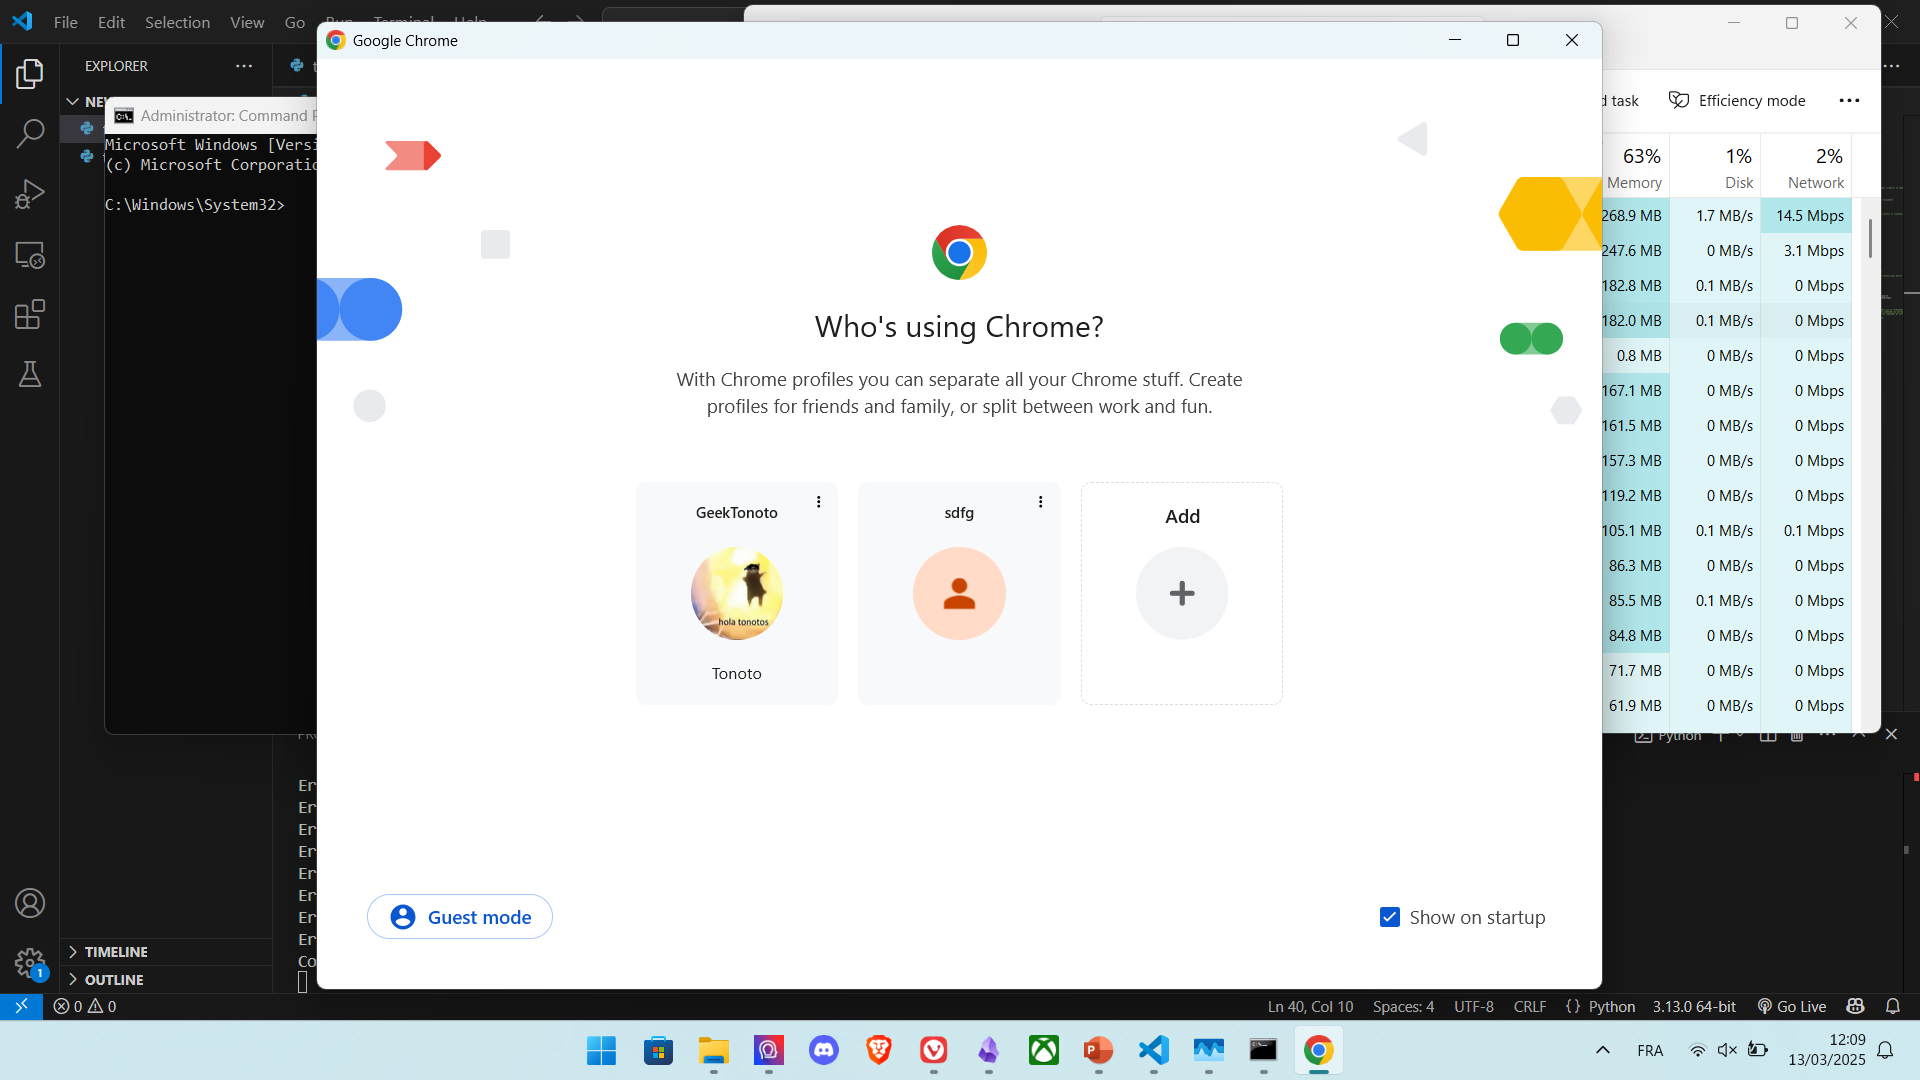 File Edit Selection View Go Run Terminal Help
EXPLORER
Google Chrome
Administrator: Command
Microsoft Windows [Versi
(c) Microsoft Corporatio
C:\Windows\System32>
Who's using Chrome?
With Chrome profiles you can separate all your Chrome stuff. Create
profiles for friends and family, or split between work and fun.
GeekTonoto
hola tonotos
Tonoto
sdfg
Add
Guest mode
Show on startup
task
Efficiency mode
63% 1% 2%
Memory Disk Network
268.9 MB 1.7 MB/s 14.5 Mbps
247.6 MB 0 MB/s 3.1 Mbps
182.8 MB 0.1 MB/s 0 Mbps
182.0 MB 0.1 MB/s 0 Mbps
0.8 MB 0 MB/s 0 Mbps
167.1 MB 0 MB/s 0 Mbps
161.5 MB 0 MB/s 0 Mbps
157.3 MB 0 MB/s 0 Mbps
119.2 MB 0 MB/s 0 Mbps
105.1 MB 0.1 MB/s 0.1 Mbps
86.3 MB 0 MB/s 0 Mbps
85.5 MB 0.1 MB/s 0 Mbps
84.8 MB 0 MB/s 0 Mbps
71.7 MB 0 MB/s 0 Mbps
61.9 MB 0 MB/s 0 Mbps
Python
Er
Er
Er
Er
Er
Er
Er
Er
Co
TIMELINE
OUTLINE
1
0 0
Ln 40, Col 10 Spaces: 4 UTF-8 CRLF {} Python 3.13.0 64-bit Go Live
FRA
12:09
13/03/2025